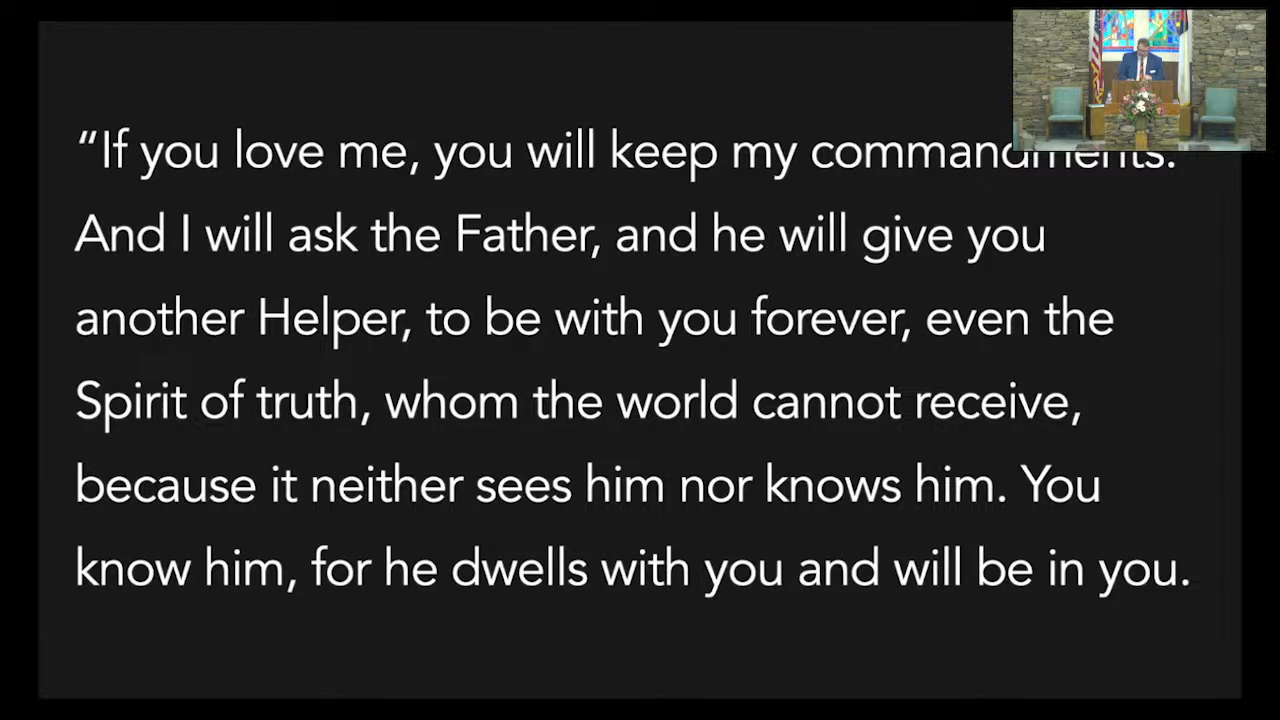 “If you love me, you will keep my commandments.
And I will ask the Father, and he will give you
another Helper, to be with you forever, even the
Spirit of truth, whom the world cannot receive,
because it neither sees him nor knows him. You
know him, for he dwells with you and will be in you.